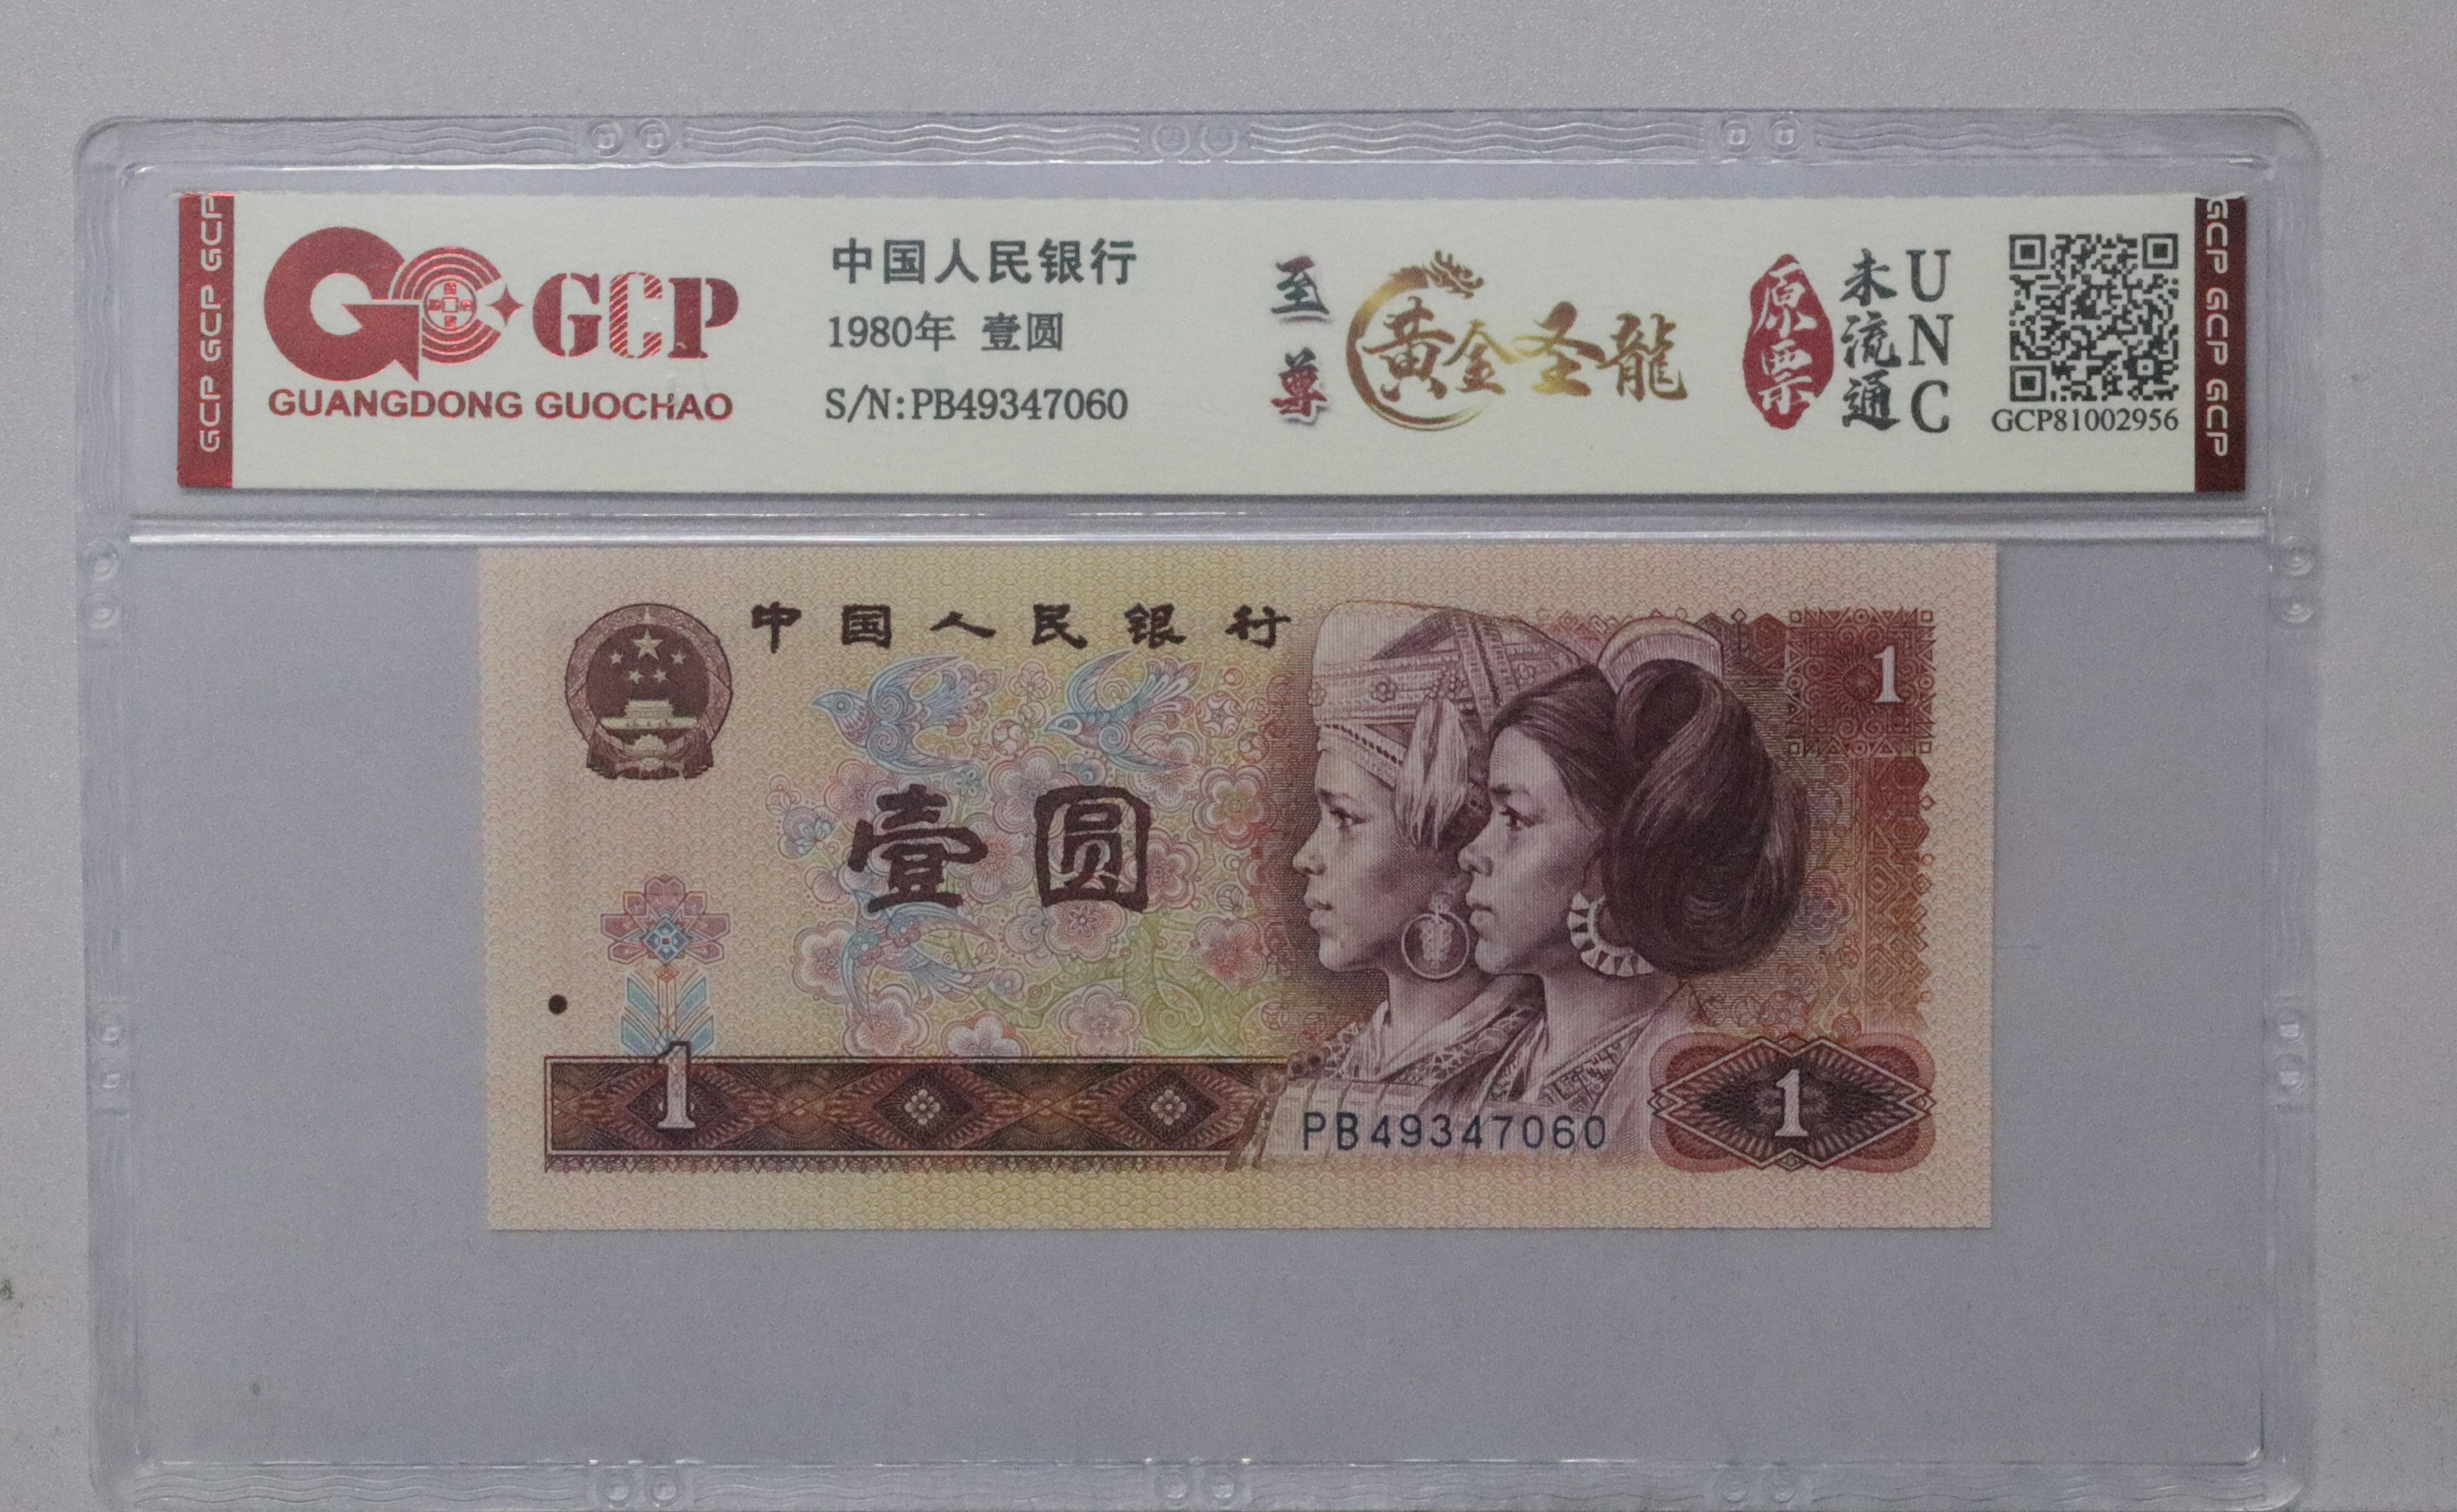 GCP GCP GCP
GCP
GUANGDONG GUOCHAO
中国人民银行
1980年 壹圆
S/N:PB49347060
至尊
黄金圣龍
原票
未流通
UNC
GCP81002956
GCP GCP GCP
中国人民银行
1
壹圆
1
PB49347060
1